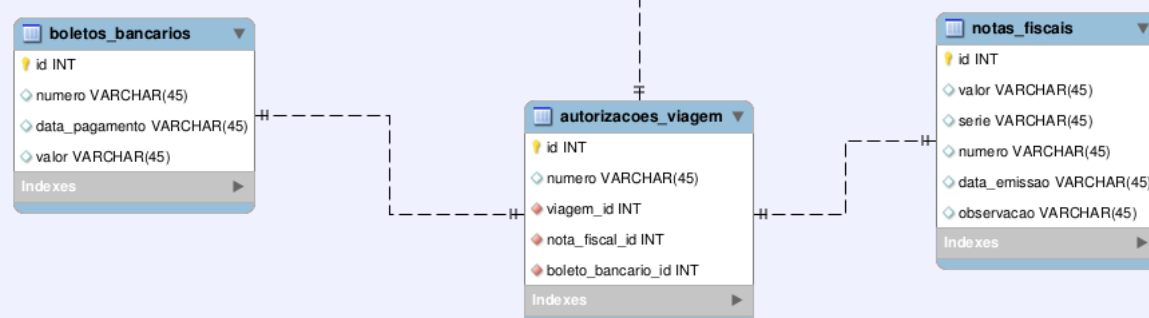 boletos_bancarios
id INT
numero VARCHAR(45)
data_pagamento VARCHAR(45)
valor VARCHAR(45)
Indexes
autorizacoes_viagem
id INT
numero VARCHAR(45)
viagem_id INT
nota_fiscal_id INT
boleto_bancario_id INT
Indexes
notas_fiscais
id INT
valor VARCHAR(45)
serie VARCHAR(45)
numero VARCHAR(45)
data_emissao VARCHAR(45)
observacao VARCHAR(45)
Indexes